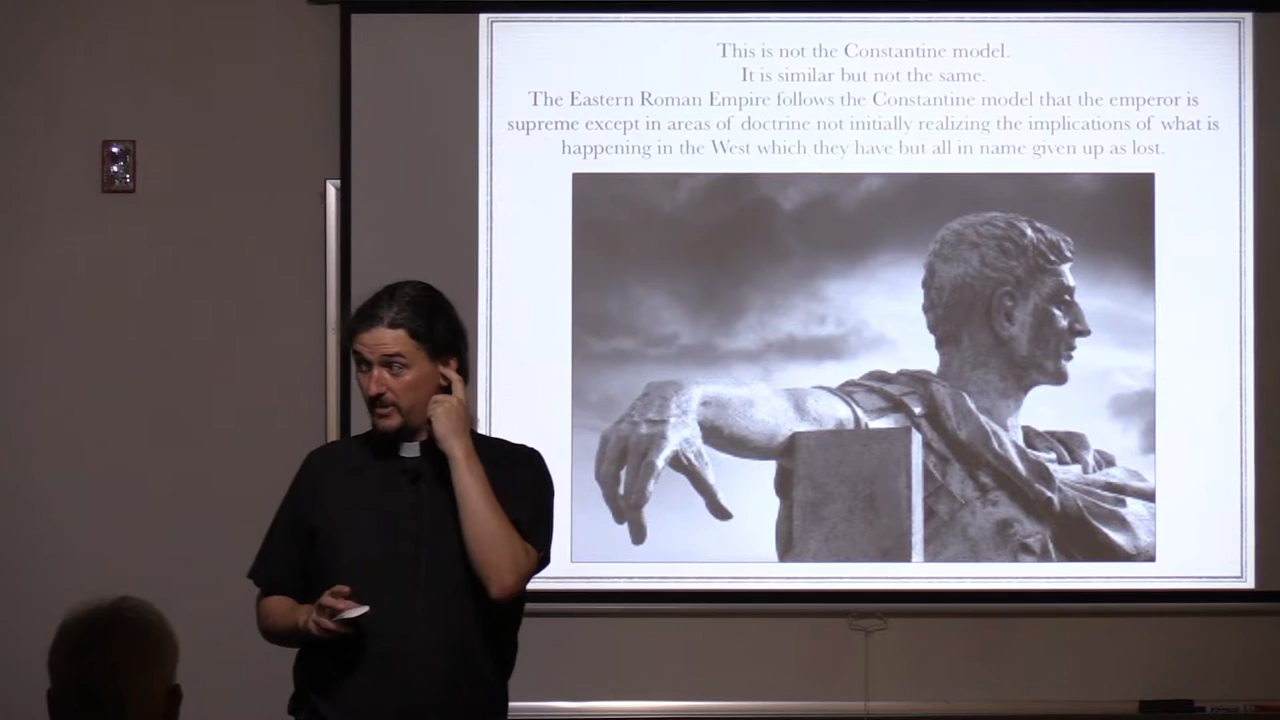 This is not the Constantine model.
It is similar but not the same.
The Eastern Roman Empire follows the Constantine model that the emperor is
supreme except in areas of doctrine not initially realizing the implications of what is
happening in the West which they have but all in name given up as lost.